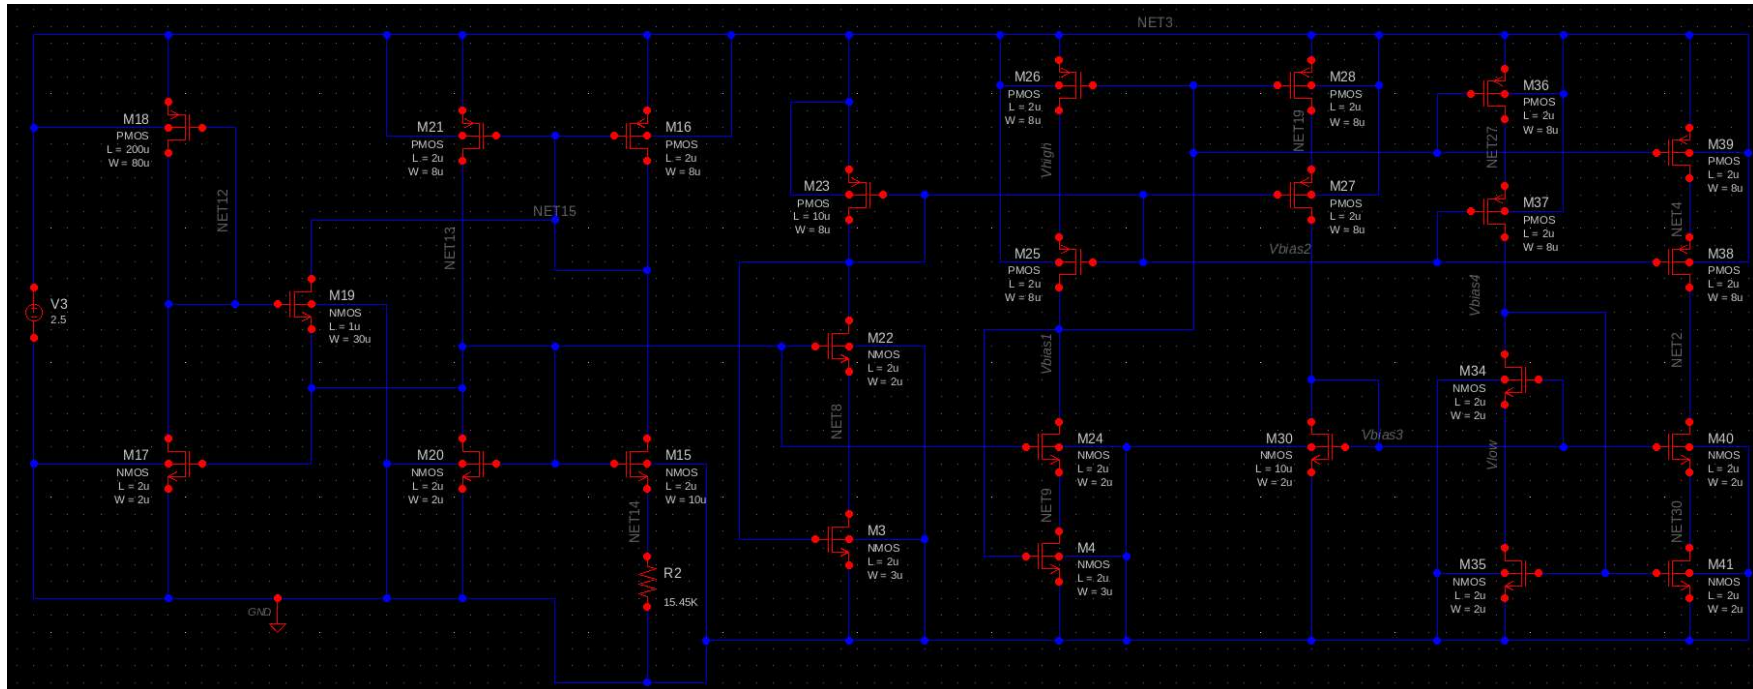 NET3
M18
PMOS
L = 200u
W = 80u
M21
PMOS
L = 2u
W = 8u
M16
PMOS
L = 2u
W = 8u
M26
PMOS
L = 2u
W = 8u
M28
PMOS
L = 2u
W = 8u
M36
PMOS
L = 2u
W = 8u
M39
PMOS
L = 2u
W = 8u
NET12
NET15
NET13
M23
PMOS
L = 10u
W = 8u
Vhigh
NET19
M27
PMOS
L = 2u
W = 8u
NET27
M37
PMOS
L = 2u
W = 8u
NET4
M25
PMOS
L = 2u
W = 8u
Vbias2
M38
PMOS
L = 2u
W = 8u
V3
2.5
M19
NMOS
L = 1u
W = 30u
M22
NMOS
L = 2u
W = 2u
Vbias1
Vbias4
NET2
M34
NMOS
L = 2u
W = 2u
M17
NMOS
L = 2u
W = 2u
M20
NMOS
L = 2u
W = 2u
M15
NMOS
L = 2u
W = 10u
NET8
M24
NMOS
L = 2u
W = 2u
M30
NMOS
L = 10u
W = 2u
Vbias3
Vlow
M40
NMOS
L = 2u
W = 2u
NET14
NET9
NET30
M3
NMOS
L = 2u
W = 3u
M4
NMOS
L = 2u
W = 3u
M35
NMOS
L = 2u
W = 2u
M41
NMOS
L = 2u
W = 2u
R2
15.45K
GND